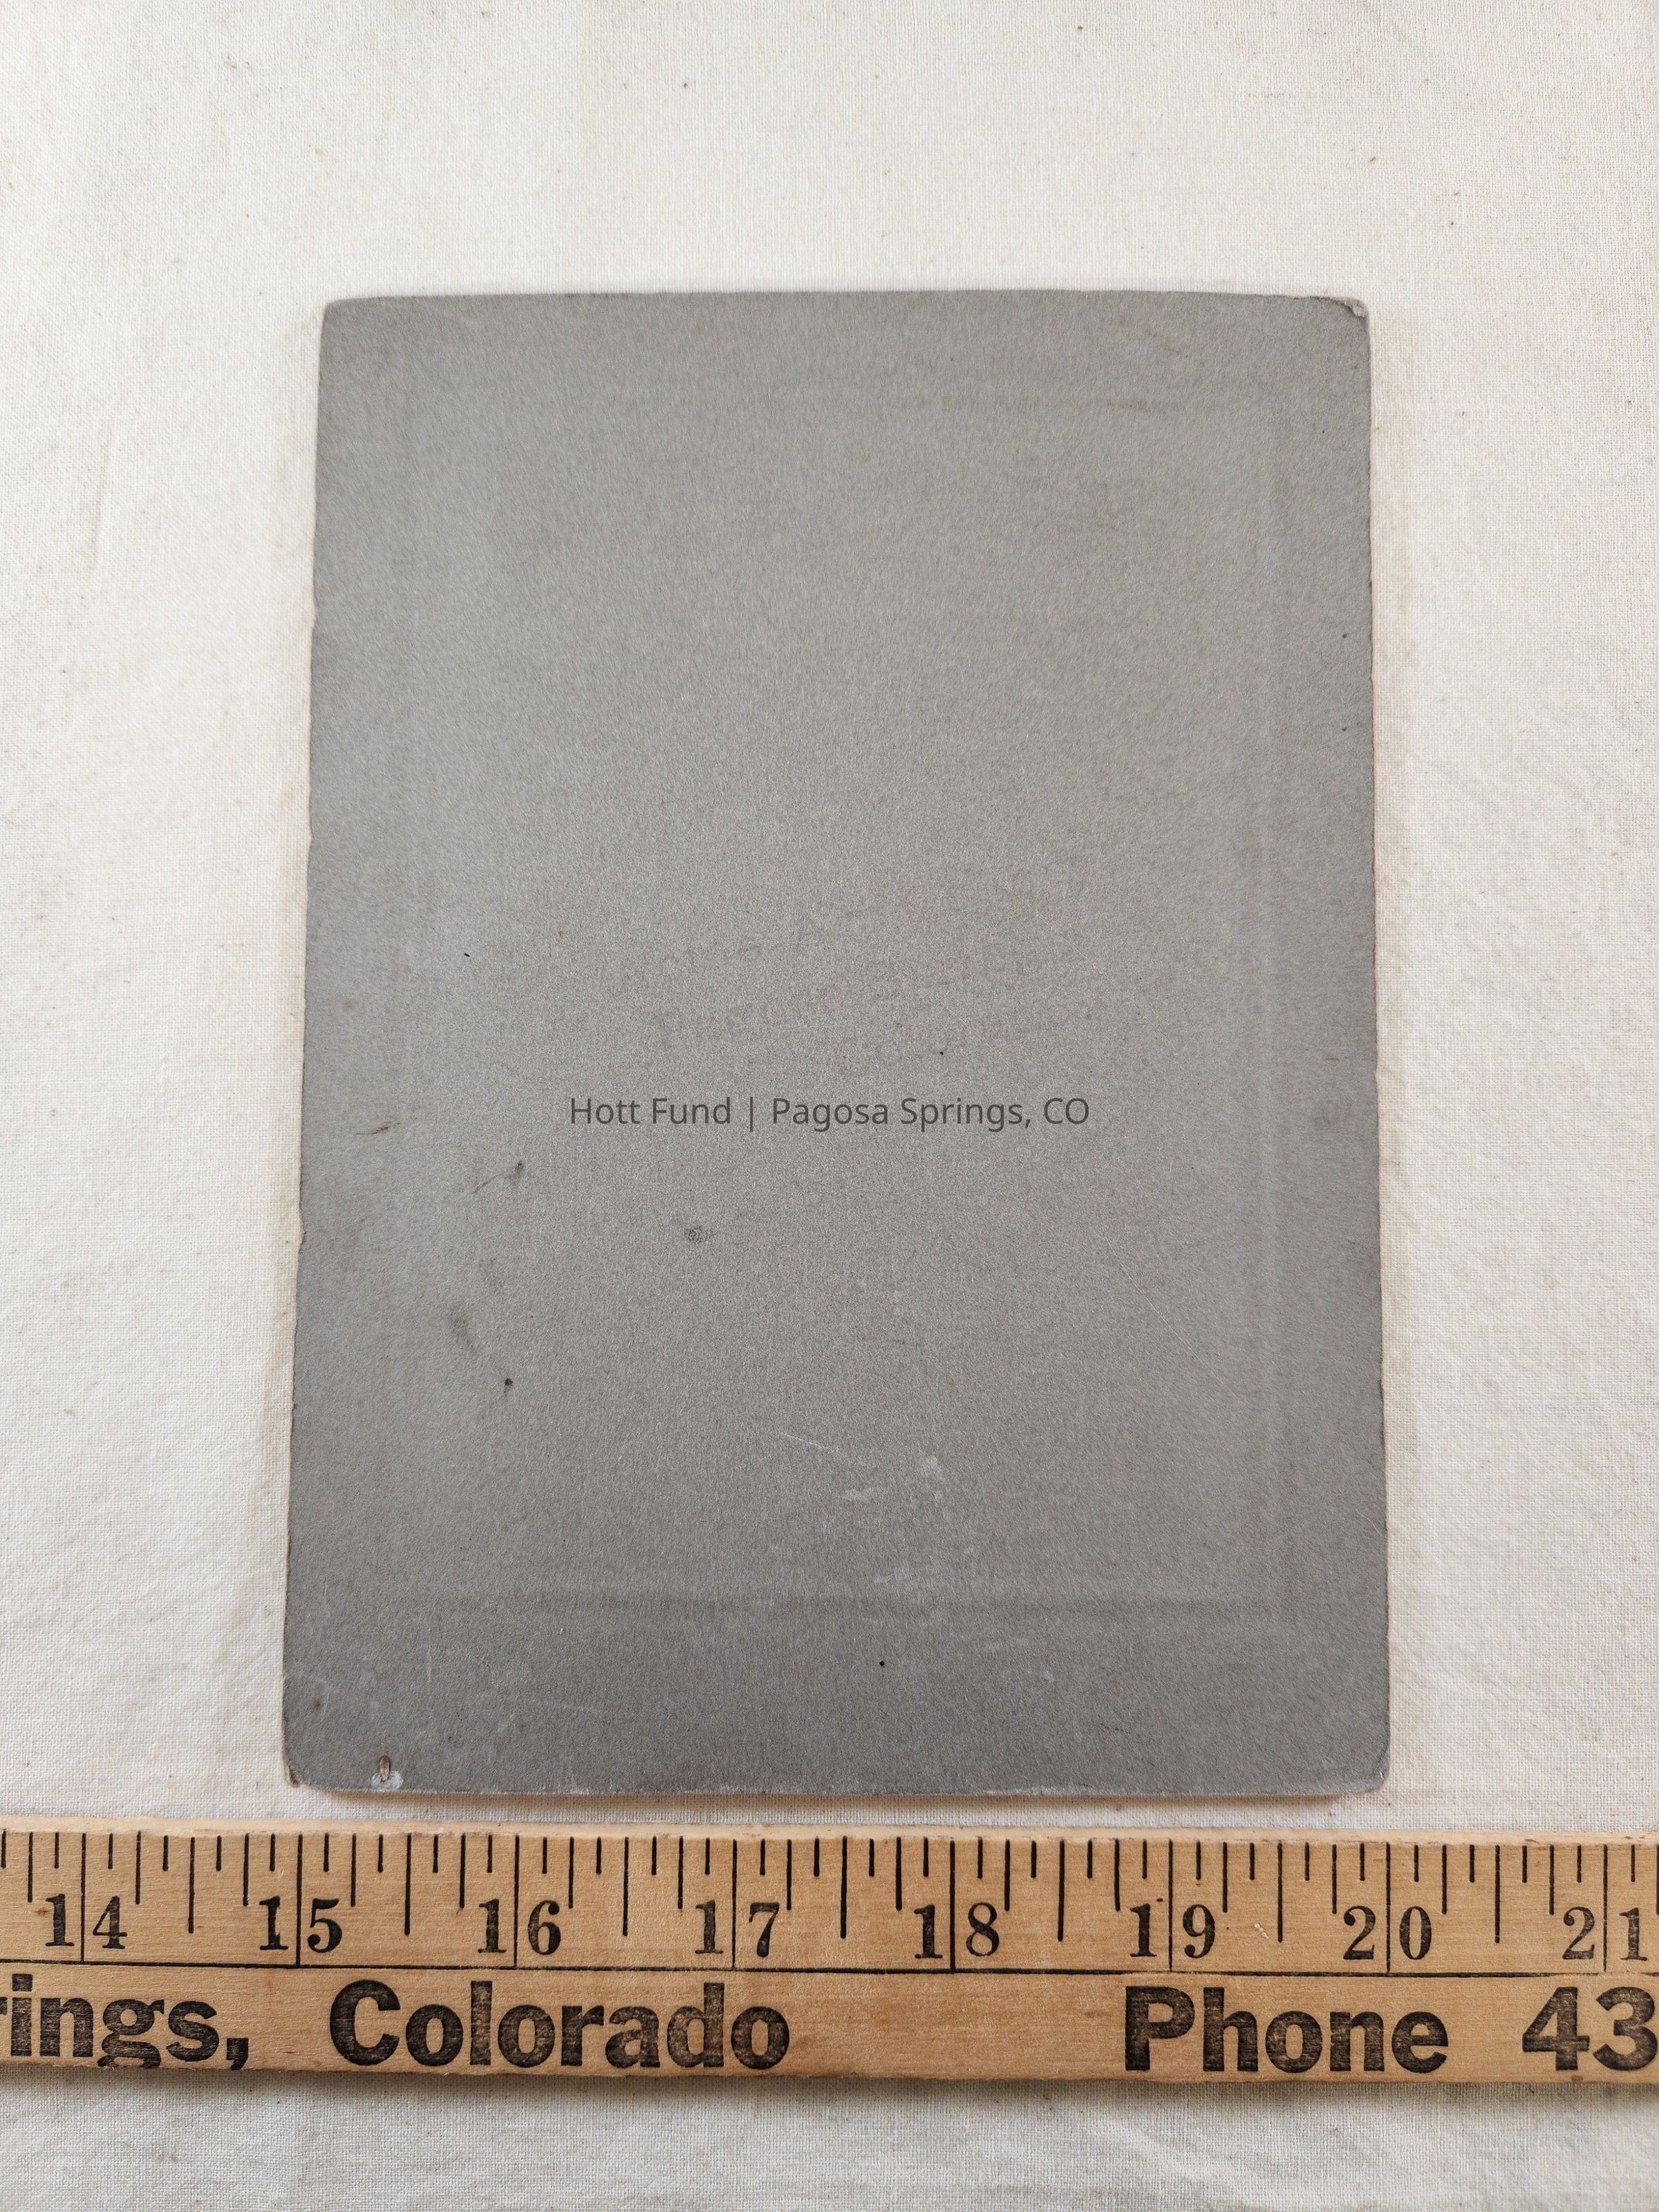 Hott Fund | Pagosa Springs, CO
14 15 16 17 18 19 20 21
rings, Colorado Phone 43